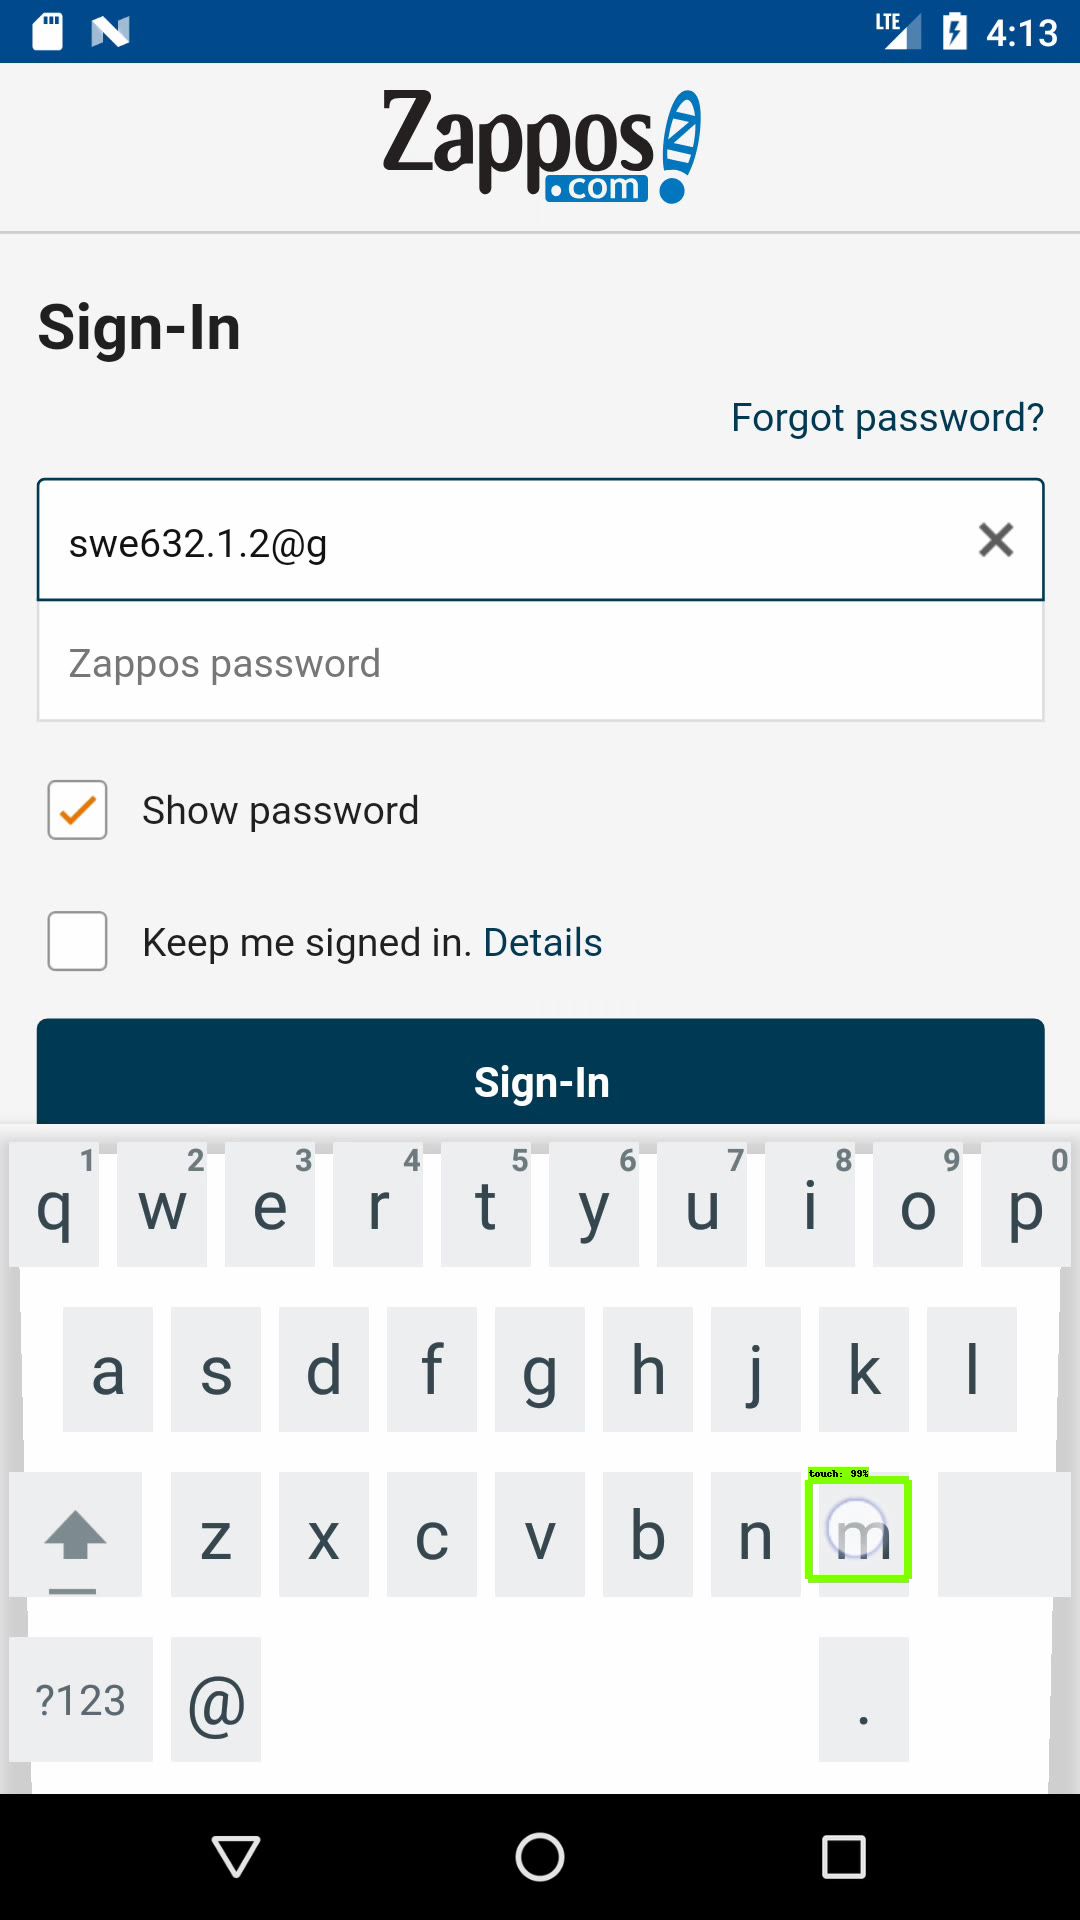 LTE 4:13
Zappos
.com
Sign-In
Forgot password?
swe632.1.2@g
Zappos password
Show password
Keep me signed in. Details
Sign-In
1 2 3 4 5 6 7 8 9 0
q w e r t y u i o p
a s d f g h j k l
touch: 99%
z x c v b n m
?123 @ .